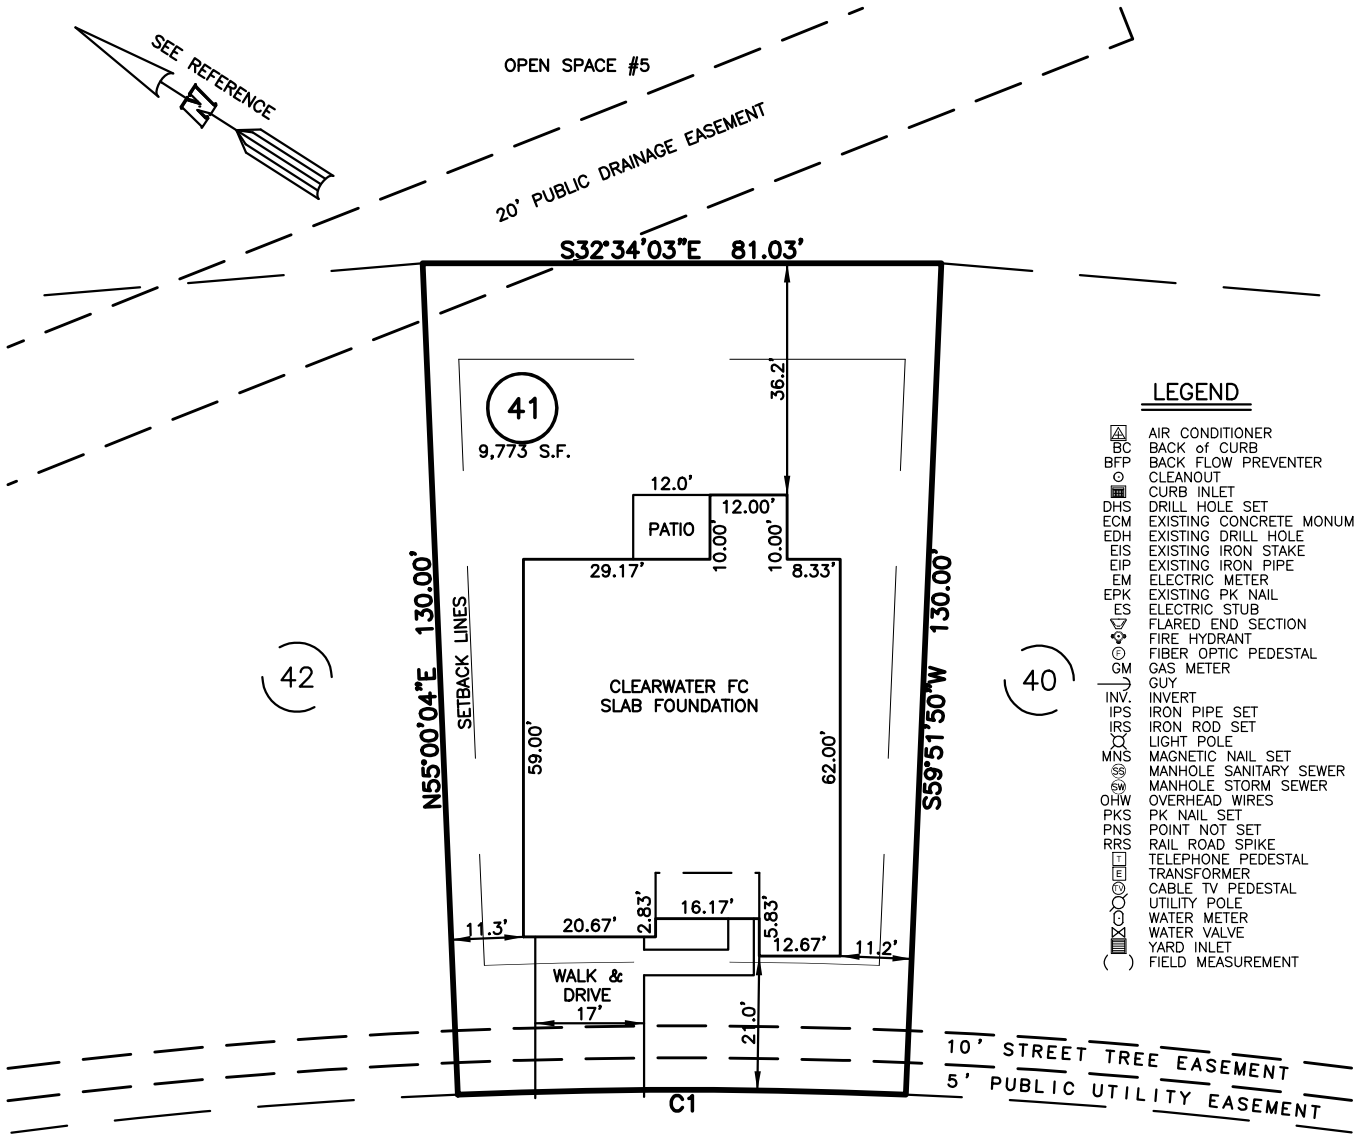 SEE REFERENCE
N
OPEN SPACE #5
20' PUBLIC DRAINAGE EASEMENT
S32°34'03"E 81.03'
36.2'
41
9,773 S.F.
12.0'
12.00'
PATIO
10.00'
10.00'
29.17'
8.33'
N55°00'04"E 130.00'
SETBACK LINES
S59°51'50"W 130.00'
42
40
CLEARWATER FC
SLAB FOUNDATION
59.00'
62.00'
2.83'
16.17'
5.83'
11.3'
20.67'
12.67'
11.2'
WALK &
DRIVE
17'
21.0'
C1
10' STREET TREE EASEMENT
5' PUBLIC UTILITY EASEMENT
LEGEND
A AIR CONDITIONER
BC BACK of CURB
BFP BACK FLOW PREVENTER
CLEANOUT
CURB INLET
DHS DRILL HOLE SET
ECM EXISTING CONCRETE MONUM
EDH EXISTING DRILL HOLE
EIS EXISTING IRON STAKE
EIP EXISTING IRON PIPE
EM ELECTRIC METER
EPK EXISTING PK NAIL
ES ELECTRIC STUB
FLARED END SECTION
FIRE HYDRANT
F FIBER OPTIC PEDESTAL
GM GAS METER
GUY
INV. INVERT
IPS IRON PIPE SET
IRS IRON ROD SET
LIGHT POLE
MNS MAGNETIC NAIL SET
SS MANHOLE SANITARY SEWER
SW MANHOLE STORM SEWER
OHW OVERHEAD WIRES
PKS PK NAIL SET
PNS POINT NOT SET
RRS RAIL ROAD SPIKE
T TELEPHONE PEDESTAL
E TRANSFORMER
TV CABLE TV PEDESTAL
UTILITY POLE
WATER METER
WATER VALVE
YARD INLET
( ) FIELD MEASUREMENT